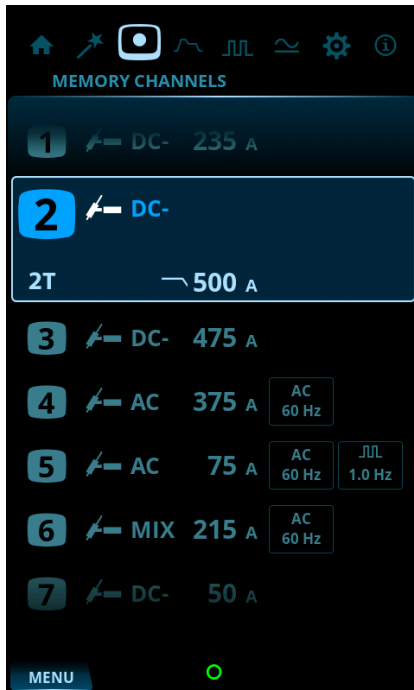 MEMORY CHANNELS
1 DC- 235 A
2 DC-
2T 500 A
3 DC- 475 A
4 AC 375 A AC 60 Hz
5 AC 75 A AC 60 Hz 1.0 Hz
6 MIX 215 A AC 60 Hz
7 DC- 50 A
MENU